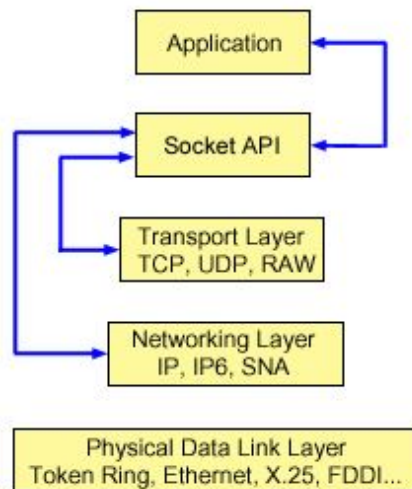 Application
Socket API
Transport Layer
TCP, UDP, RAW
Networking Layer
IP, IP6, SNA
Physical Data Link Layer
Token Ring, Ethernet, X.25, FDDI...